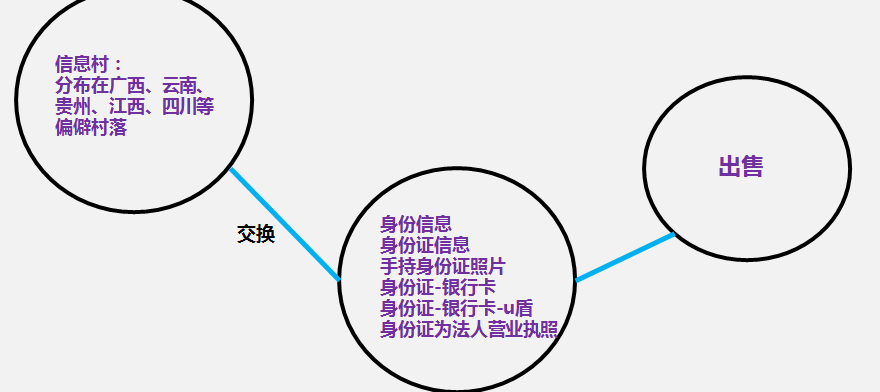 信息村：
分布在广西、云南、
贵州、江西、四川等
偏僻村落
交换
身份信息
身份证信息
手持身份证照片
身份证-银行卡
身份证-银行卡-u盾
身份证为法人营业执照
出售